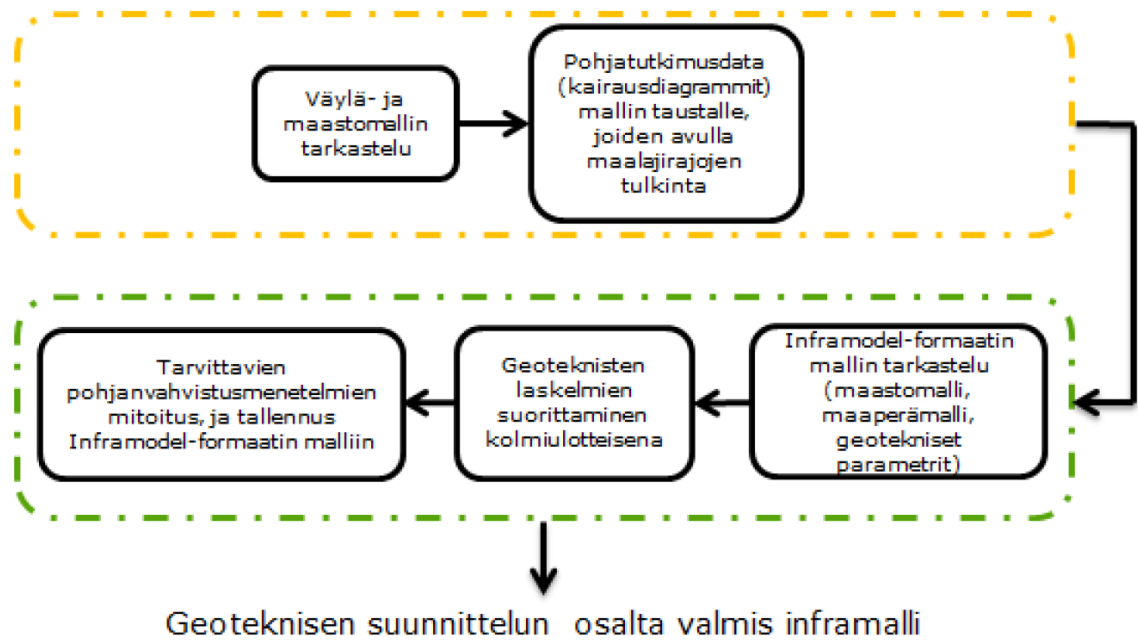 Väylä- ja
maastomallin
tarkastelu
Pohjatutkimusdata
(kairausdiagrammit)
mallin taustalle,
joiden avulla
maalajirajojen
tulkinta
Inframodel-formaatin
mallin tarkastelu
(maastomalli,
maaperämalli,
geotekniset
parametrit)
Geoteknisten
laskelmien
suorittaminen
kolmiulotteisena
Tarvittavien
pohjanvahvistusmenetelmien
mitoitus, ja tallennus
Inframodel-formaatin malliin
Geoteknisen suunnittelun osalta valmis inframalli